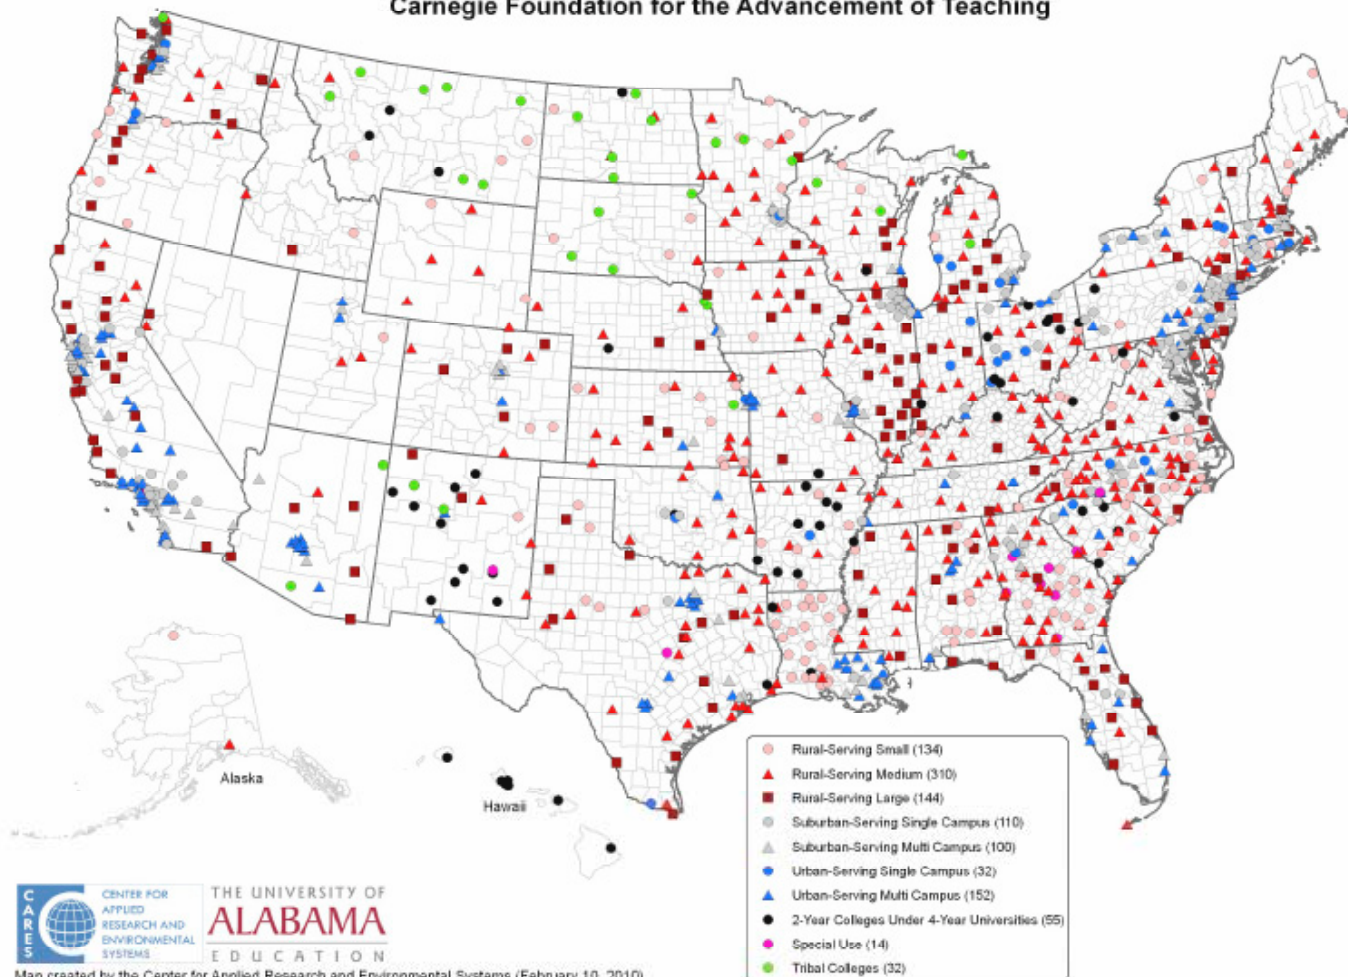 Carnegie Foundation for the Advancement of Teaching
Alaska
Hawaii
Rural-Serving Small (134)
Rural-Serving Medium (310)
Rural-Serving Large (144)
Suburban-Serving Single Campus (110)
Suburban-Serving Multi Campus (100)
Urban-Serving Single Campus (32)
Urban-Serving Multi Campus (152)
2-Year Colleges Under 4-Year Universities (55)
Special Use (14)
Tribal Colleges (32)
CARES
CENTER FOR
APPLIED
RESEARCH AND
ENVIRONMENTAL
SYSTEMS
THE UNIVERSITY OF
ALABAMA
EDUCATION
Map created by the Center for Applied Research and Environmental Systems (February 10, 2010)